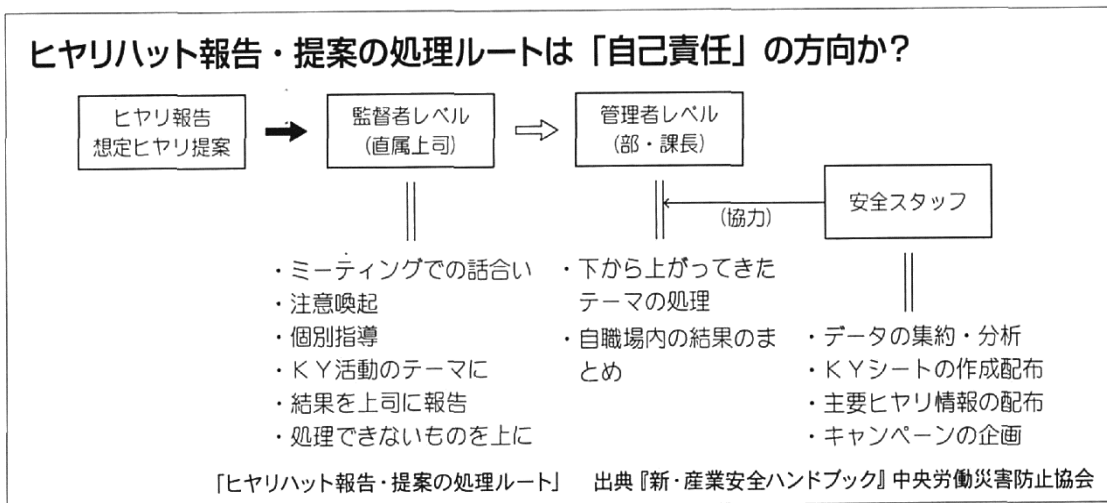 ヒヤリハット報告・提案の処理ルートは「自己責任」の方向か?
ヒヤリ報告
想定ヒヤリ提案
監督者レベル
(直属上司)
管理者レベル
(部・課長)
安全スタッフ
(協力)
・ミーティングでの話合い
・注意喚起
・個別指導
・KY活動のテーマに
・結果を上司に報告
・処理できないものを上に
・下から上がってきた
テーマの処理
・自職場内の結果のま
とめ
・データの集約・分析
・KYシートの作成配布
・主要ヒヤリ情報の配布
・キャンペーンの企画
「ヒヤリハット報告・提案の処理ルート」 出典『新・産業安全ハンドブック』中央労働災害防止協会